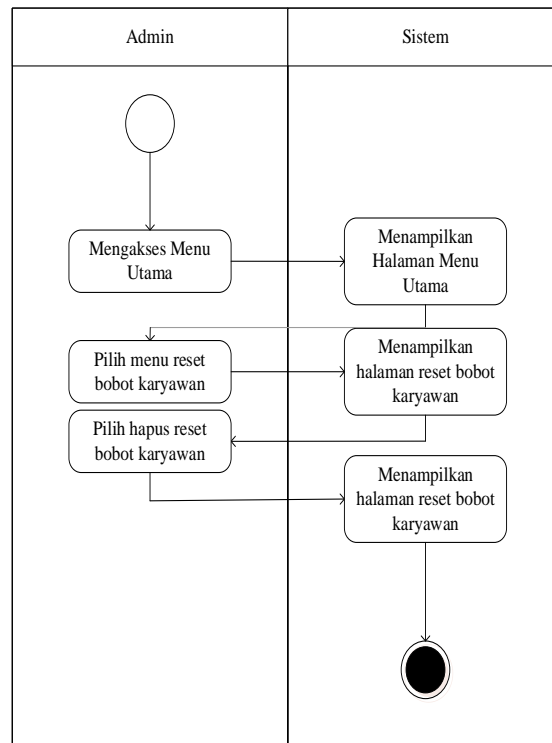 Admin
Sistem
Mengakses Menu
Utama
Menampilkan
Halaman Menu
Utama
Pilih menu reset
bobot karyawan
Menampilkan
halaman reset bobot
karyawan
Pilih hapus reset
bobot karyawan
Menampilkan
halaman reset bobot
karyawan